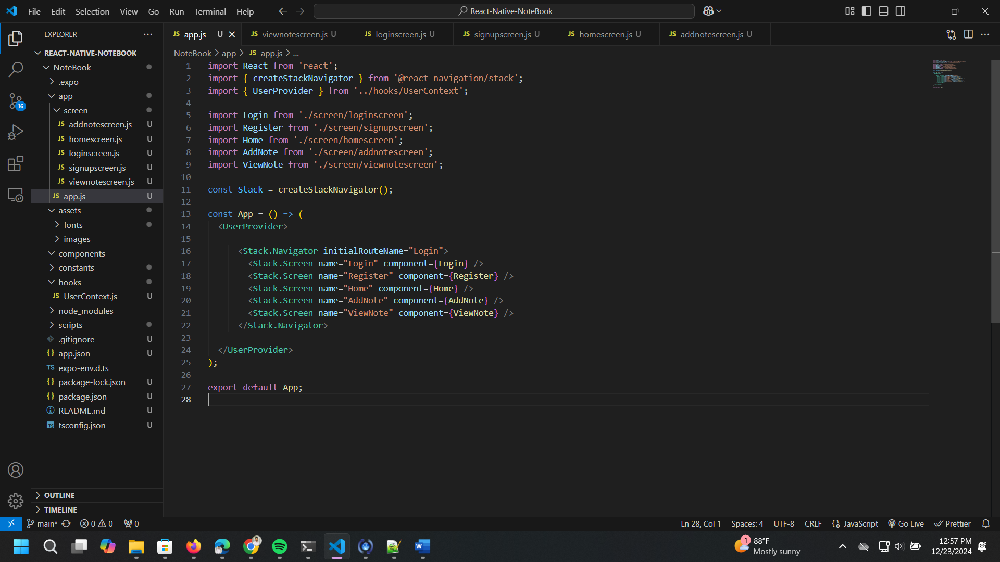 File Edit Selection View Go Run Terminal Help
React-Native-NoteBook
EXPLORER
REACT-NATIVE-NOTEBOOK
NoteBook
.expo
app
screen
JS addnotescreen.js U
JS homescreen.js U
JS loginscreen.js U
JS signupscreen.js U
JS viewnotescreen.js U
JS app.js U
assets
fonts
images
components
constants
hooks
JS UserContext.js U
node_modules
scripts
.gitignore U
{} app.json U
TS expo-env.d.ts
{} package-lock.json U
{} package.json U
README.md U
TS tsconfig.json U
OUTLINE
TIMELINE
16
JS app.js U
JS viewnotescreen.js U
JS loginscreen.js U
JS signupscreen.js U
JS homescreen.js U
JS addnotescreen.js U
NoteBook > app > JS app.js > ...
1 import React from 'react';
2 import { createStackNavigator } from '@react-navigation/stack';
3 import { UserProvider } from '../hooks/UserContext';
4
5 import Login from './screen/loginscreen';
6 import Register from './screen/signupscreen';
7 import Home from './screen/homescreen';
8 import AddNote from './screen/addnotescreen';
9 import ViewNote from './screen/viewnotescreen';
10
11 const Stack = createStackNavigator();
12
13 const App = () => (
14 <UserProvider>
15
16 <Stack.Navigator initialRouteName="Login">
17 <Stack.Screen name="Login" component={Login} />
18 <Stack.Screen name="Register" component={Register} />
19 <Stack.Screen name="Home" component={Home} />
20 <Stack.Screen name="AddNote" component={AddNote} />
21 <Stack.Screen name="ViewNote" component={ViewNote} />
22 </Stack.Navigator>
23
24 </UserProvider>
25 );
26
27 export default App;
28
main* 0 0 0
Ln 28, Col 1 Spaces: 4 UTF-8 CRLF {} JavaScript Go Live Prettier
1 88°F
Mostly sunny
12:57 PM
12/23/2024